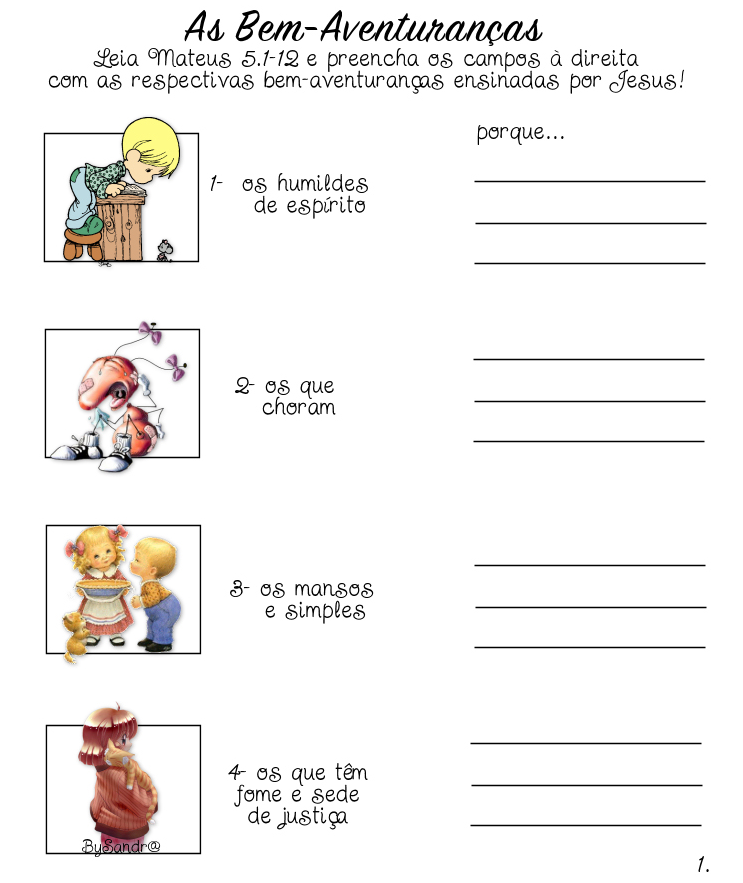 As Bem-Aventuranças
Leia Mateus 5.1-12 e preencha os campos à direita
com as respectivas bem-aventuranças ensinadas por Jesus!
porque...
1- os humildes
de espírito
2- os que
choram
3- os mansos
e simples
4- os que têm
fome e sede
de justiça
BySandr@
1.